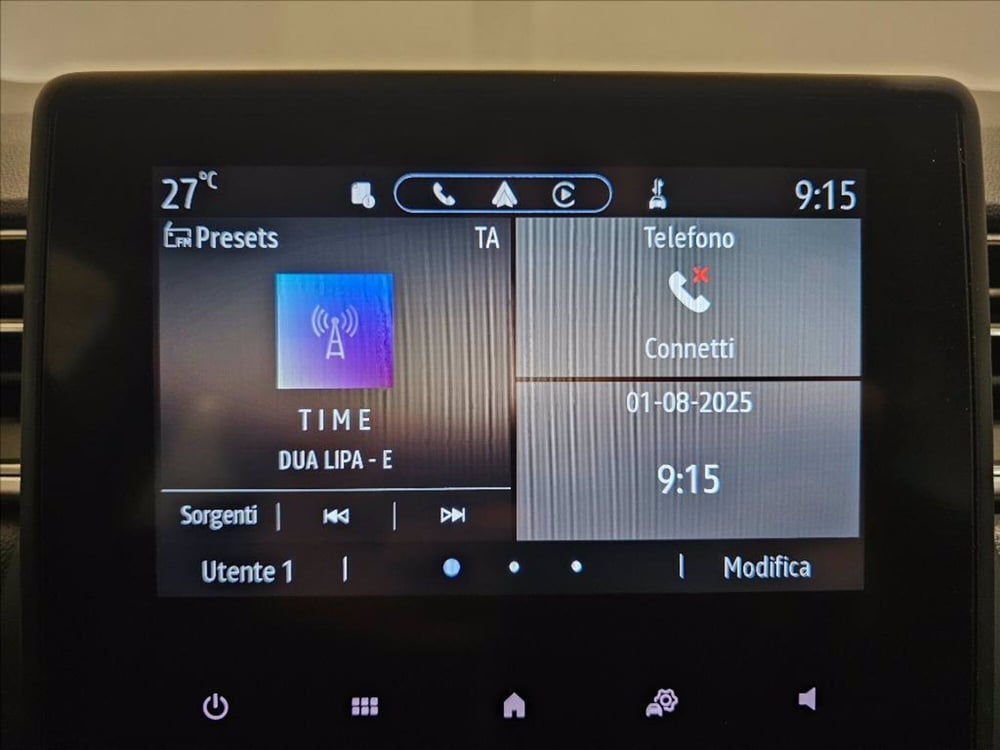 27°C
9:15
FM Presets
TA
TIME
DUA LIPA - E
Sorgenti
Telefono
Connetti
01-08-2025
9:15
Utente 1
Modifica